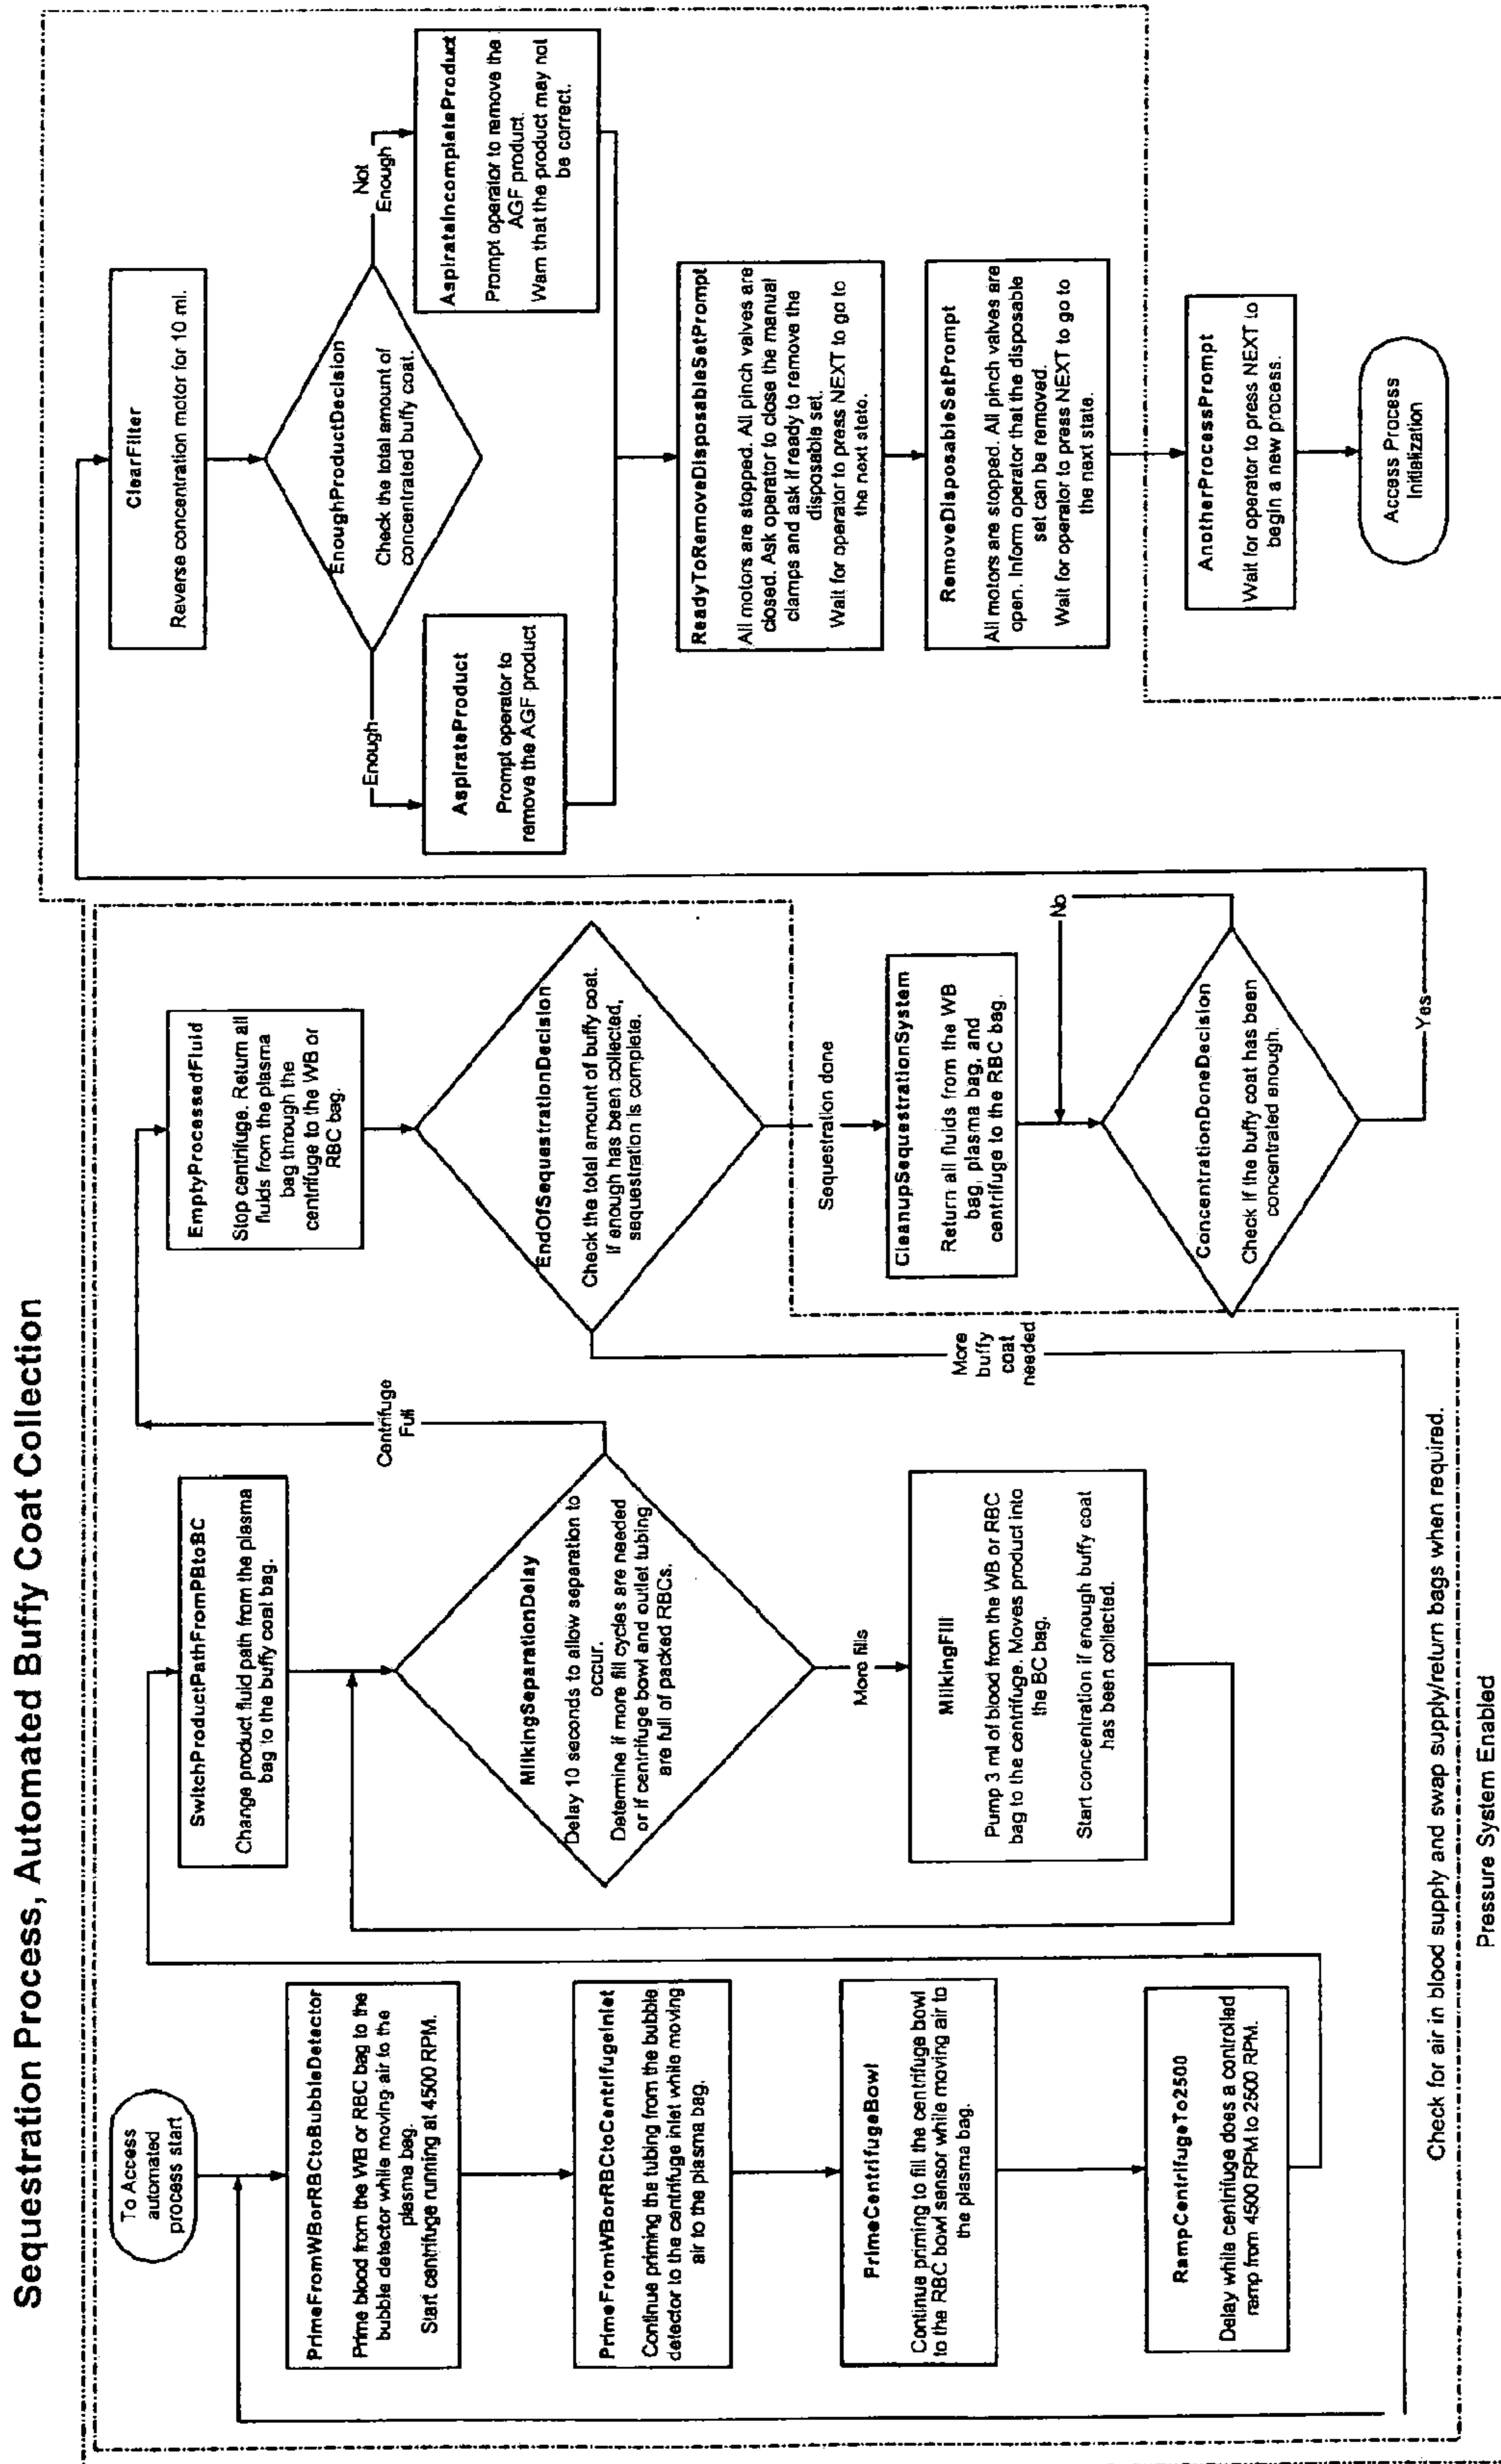 Sequestration Process, Automated Buffy Coat Collection
To Access
automated
process start
PrimeFromWBorRBCtoBubbleDetector
Prime blood from the WB or RBC bag to the
bubble detector while moving air to the
plasma bag.
Start centrifuge running at 4500 RPM.
PrimeFromWBorRBCtoCentrifugeInlet
Continue priming the tubing from the bubble
detector to the centrifuge inlet while moving
air to the plasma bag.
PrimeCentrifugeBowl
Continue priming to fill the centrifuge bowl
to the RBC bowl sensor while moving air to
the plasma bag.
RampCentrifugeTo2500
Delay while centrifuge does a controlled
ramp from 4500 RPM to 2500 RPM.
SwitchProductPathFromPBtoBC
Change product fluid path from the plasma
bag to the buffy coat bag.
MilkingSeparationDelay
Delay 10 seconds to allow separation to
occur.
Determine if more fill cycles are needed
or if centrifuge bowl and outlet tubing
are full of packed RBCs.
More fills
MilkingFill
Pump 3 ml of blood from the WB or RBC
bag to the centrifuge. Moves product into
the BC bag.
Start concentration if enough buffy coat
has been collected.
Centrifuge
Full
EmptyProcessedFluid
Stop centrifuge. Return all
fluids from the plasma
bag through the
centrifuge to the WB or
RBC bag.
EndOfSequestrationDecision
Check the total amount of buffy coat.
If enough has been collected,
sequestration is complete.
More
buffy
coat
needed
Sequestration done
CleanupSequestrationSystem
Return all fluids from the WB
bag, plasma bag, and
centrifuge to the RBC bag.
No
ConcentrationDoneDecision
Check if the buffy coat has been
concentrated enough.
Yes
ClearFilter
Reverse concentration motor for 10 ml.
EnoughProductDecision
Check the total amount of
concentrated buffy coat.
Enough
Not
Enough
AspirateProduct
Prompt operator to
remove the AGF product
AspirateIncompleteProduct
Prompt operator to remove the
AGF product.
Warn that the product may not
be correct.
ReadyToRemoveDisposableSetPrompt
All motors are stopped. All pinch valves are
closed. Ask operator to close the manual
clamps and ask if ready to remove the
disposable set.
Wait for operator to press NEXT to go to
the next state.
RemoveDisposableSetPrompt
All motors are stopped. All pinch valves are
open. Inform operator that the disposable
set can be removed.
Wait for operator to press NEXT to go to
the next state.
AnotherProcessPrompt
Wait for operator to press NEXT to
begin a new process.
Access Process
Initialization
Check for air in blood supply and swap supply/return bags when required.
Pressure System Enabled